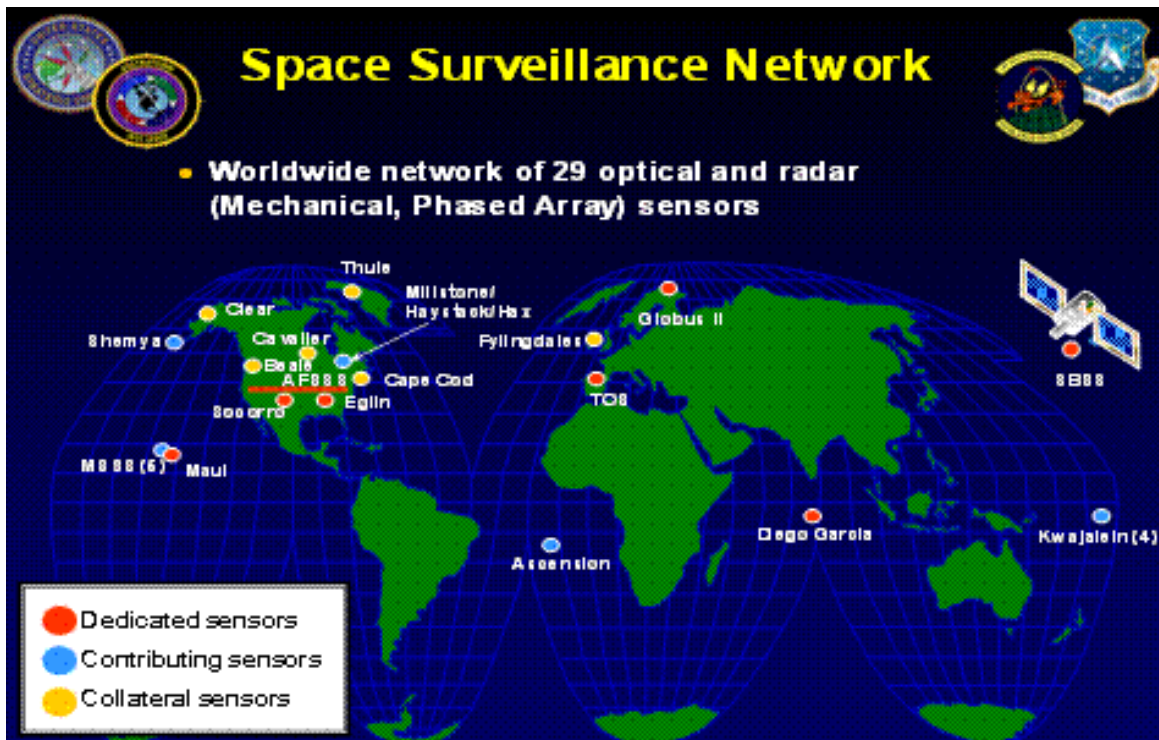 Space Surveillance Network
Worldwide network of 29 optical and radar
(Mechanical, Phased Array) sensors
Thule
Millstone/
Haystack/Hax
Clear
Globus II
Shemya
Cavalier
Fylingdales
Beale
AFSSS
Cape Cod
SBSS
Socorro
Eglin
TOS
MSSS (5)
Maui
Diego Garcia
Kwajalein (4)
Ascension
Dedicated sensors
Contributing sensors
Collateral sensors